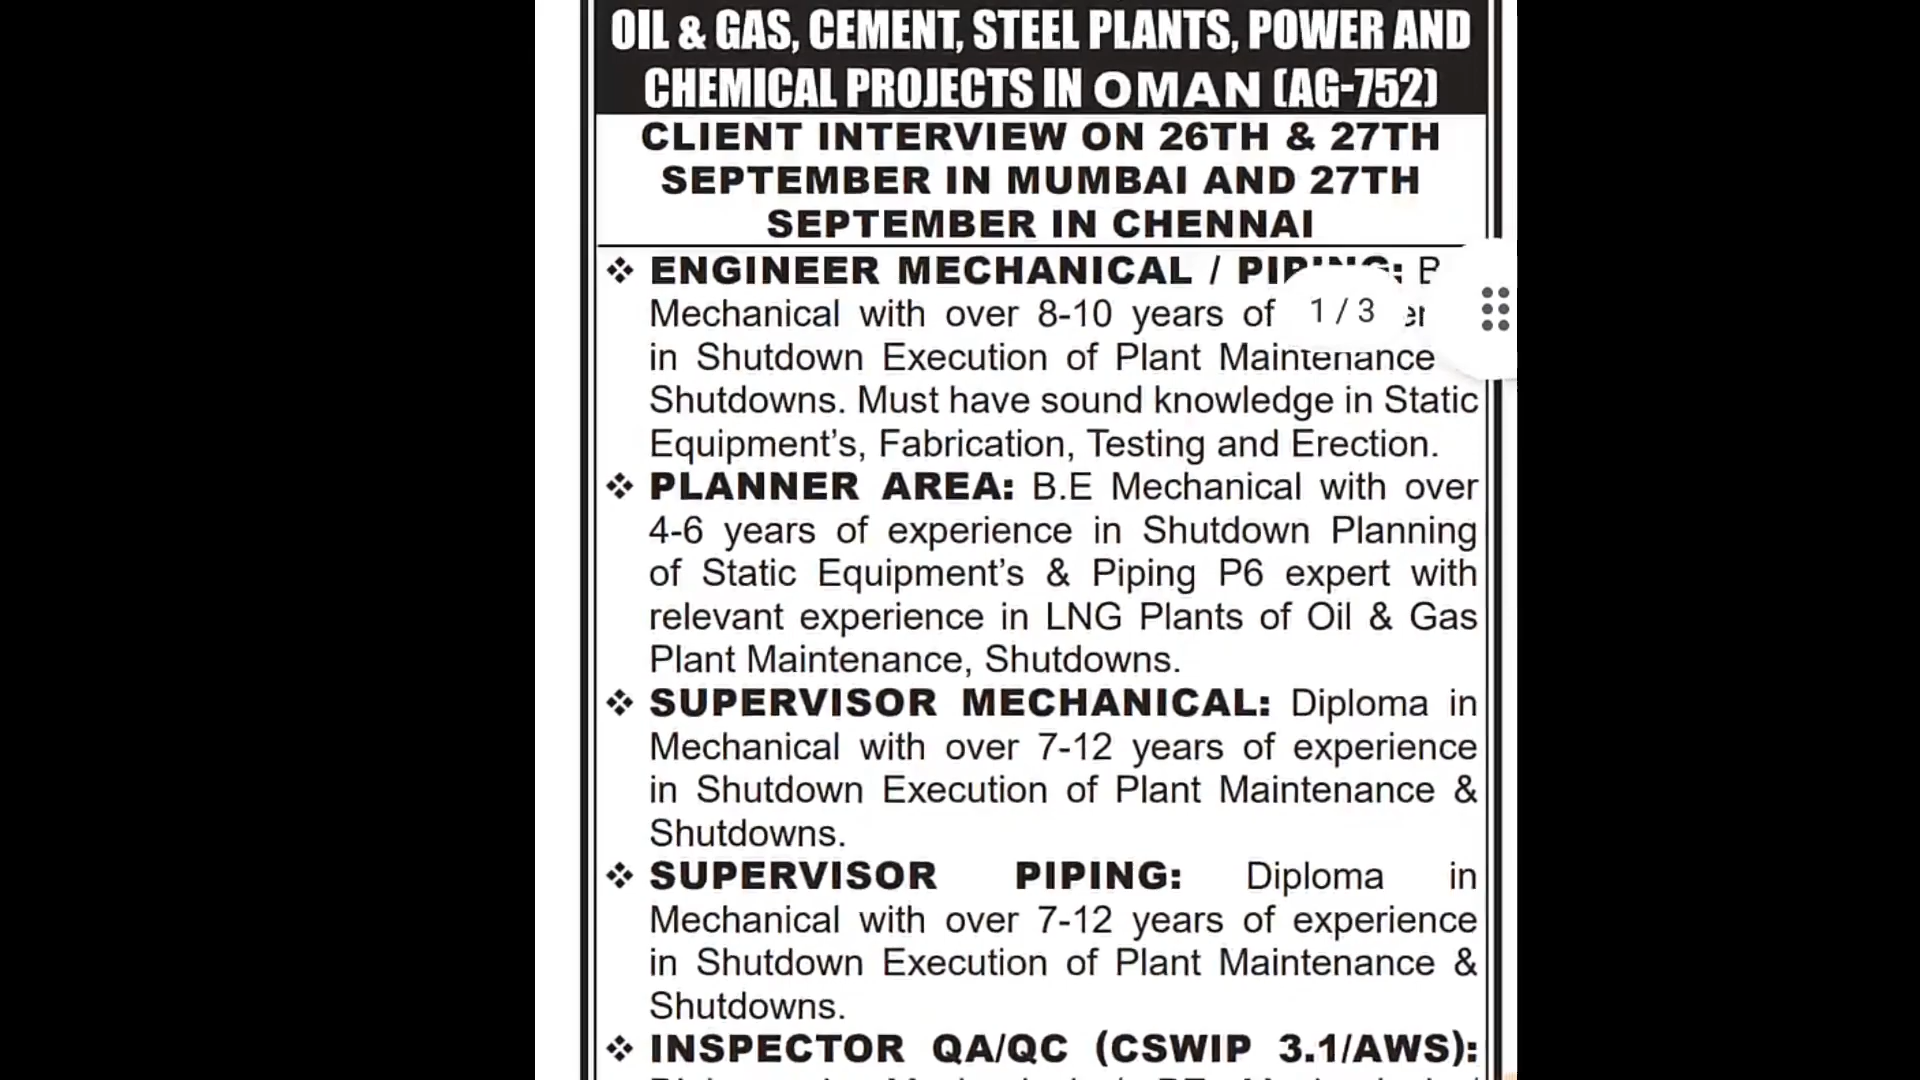 OIL & GAS, CEMENT, STEEL PLANTS, POWER AND
CHEMICAL PROJECTS IN OMAN (AG-752)
CLIENT INTERVIEW ON 26TH & 27TH
SEPTEMBER IN MUMBAI AND 27TH
SEPTEMBER IN CHENNAI
❖ ENGINEER MECHANICAL / PIPING:
Mechanical with over 8-10 years of
1 / 3
in Shutdown Execution of Plant Maintenance
Shutdowns. Must have sound knowledge in Static
Equipment’s, Fabrication, Testing and Erection.
❖ PLANNER AREA: B.E Mechanical with over
4-6 years of experience in Shutdown Planning
of Static Equipment’s & Piping P6 expert with
relevant experience in LNG Plants of Oil & Gas
Plant Maintenance, Shutdowns.
❖ SUPERVISOR MECHANICAL: Diploma in
Mechanical with over 7-12 years of experience
in Shutdown Execution of Plant Maintenance &
Shutdowns.
❖ SUPERVISOR PIPING: Diploma in
Mechanical with over 7-12 years of experience
in Shutdown Execution of Plant Maintenance &
Shutdowns.
❖ INSPECTOR QA/QC (CSWIP 3.1/AWS):